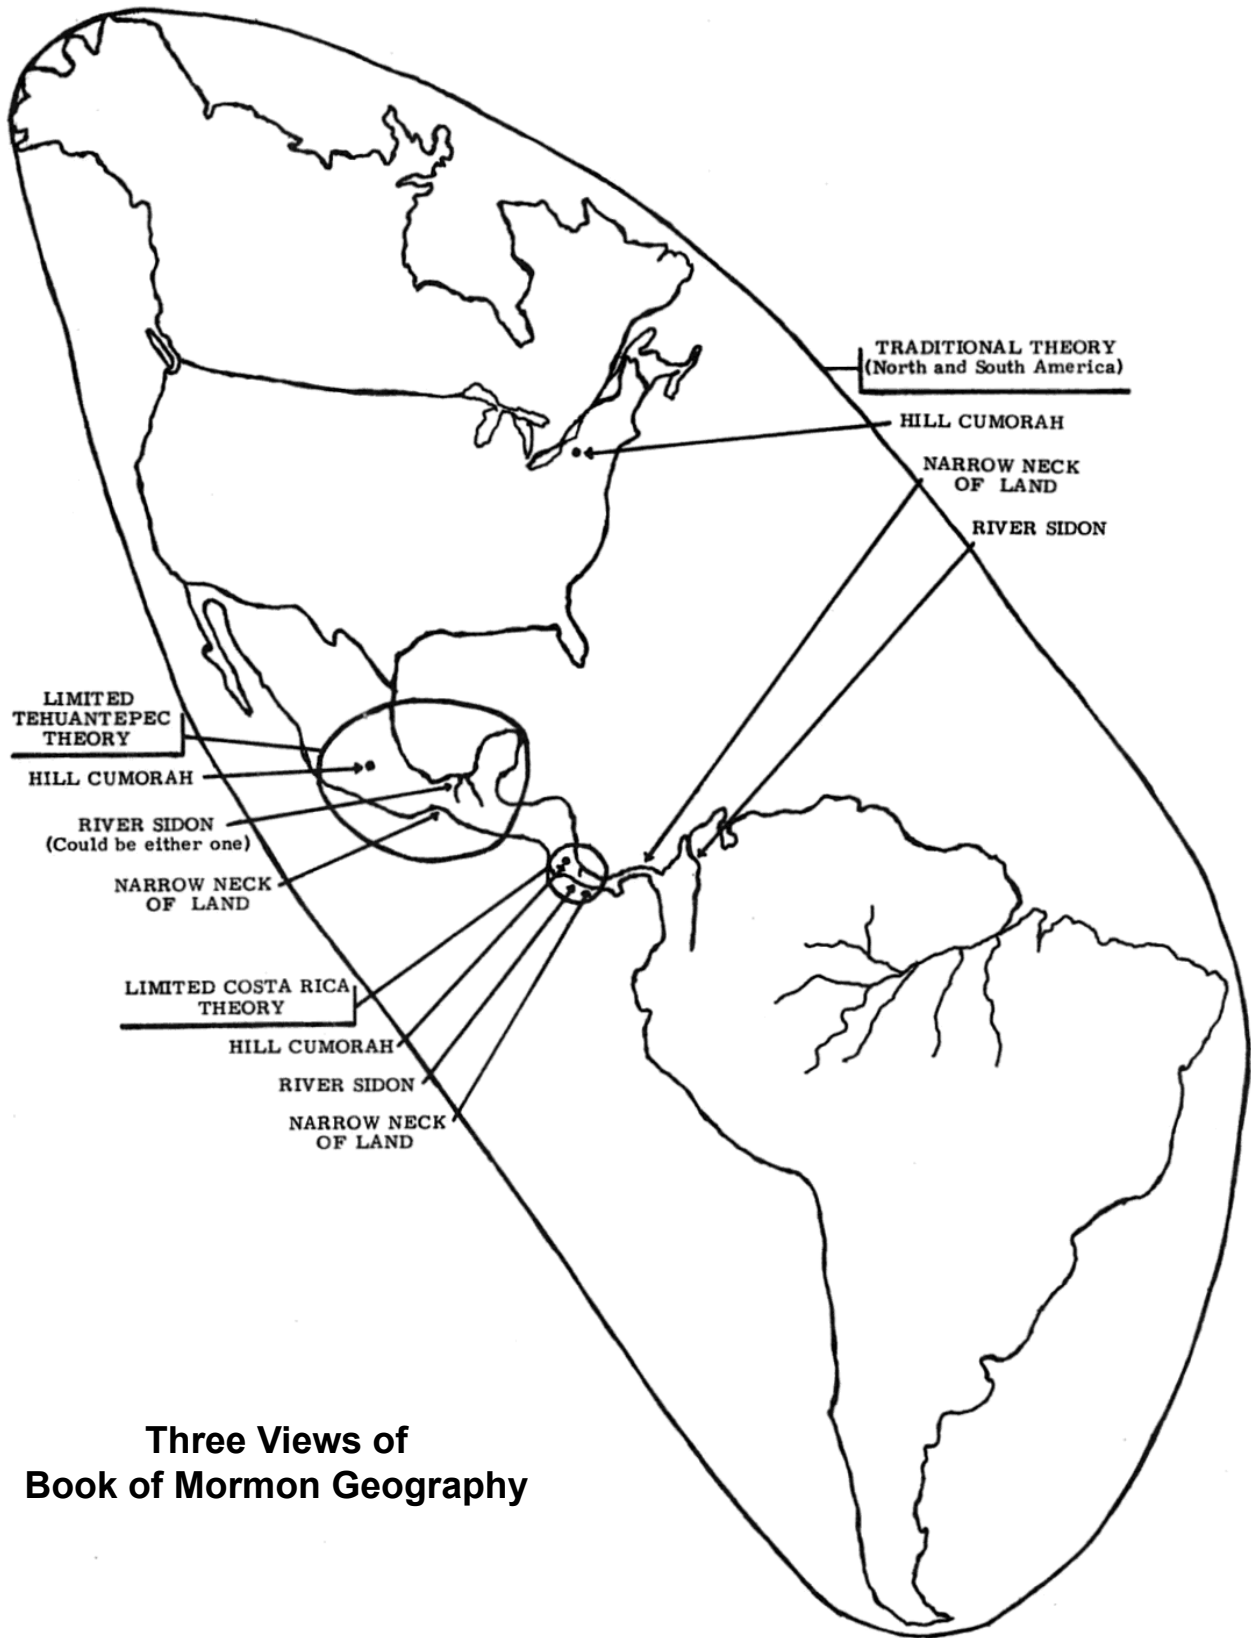 TRADITIONAL THEORY
(North and South America)
HILL CUMORAH
NARROW NECK
OF LAND
RIVER SIDON
LIMITED
TEHUANTEPEC
THEORY
HILL CUMORAH
RIVER SIDON
(Could be either one)
NARROW NECK
OF LAND
LIMITED COSTA RICA
THEORY
HILL CUMORAH
RIVER SIDON
NARROW NECK
OF LAND
Three Views of
Book of Mormon Geography